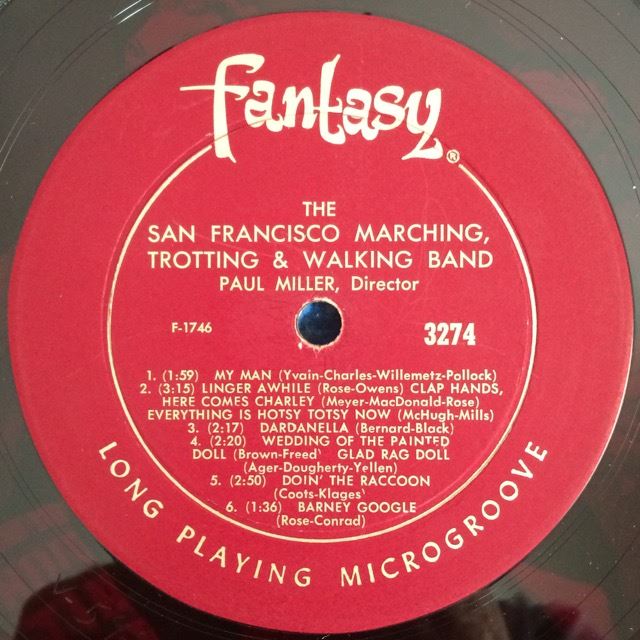 fantasy®
THE
SAN FRANCISCO MARCHING,
TROTTING & WALKING BAND
PAUL MILLER, Director
F-1746
3274
1. (1:59) MY MAN (Yvain-Charles-Willemetz-Pollock)
2. (3:15) LINGER AWHILE (Rose-Owens) CLAP HANDS,
HERE COMES CHARLEY (Meyer-MacDonald-Rose)
EVERYTHING IS HOTSY TOTSY NOW (McHugh-Mills)
3. (2:17) DARDANELLA (Bernard-Black)
4. (2:20) WEDDING OF THE PAINTED
DOLL (Brown-Freed) GLAD RAG DOLL
(Ager-Dougherty-Yellen)
5. (2:50) DOIN' THE RACCOON
(Coots-Klages)
6. (1:36) BARNEY GOOGLE
(Rose-Conrad)
LONG PLAYING MICROGROOVE